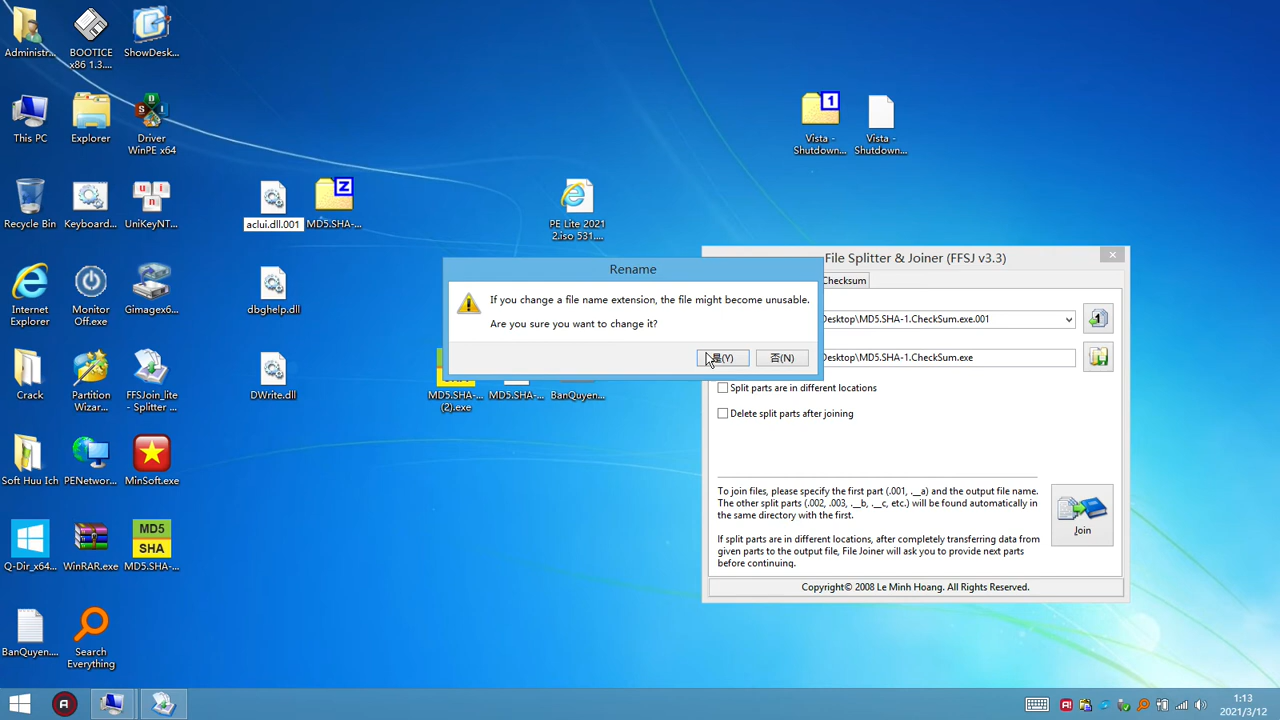 Administr...
BOOTICE
x86 1.3....
ShowDesk...
This PC
Explorer
Driver
WinPE x64
Recycle Bin
Keyboard...
UniKeyNT...
Internet
Explorer
Monitor
Off.exe
Gimagex6...
Crack
Partition
Wizar...
FFSJoin_lite
- Splitter ...
Soft Huu Ich
PENetwor...
MinSoft.exe
MD5
SHA
Q-Dir_x64...
WinRAR.exe
MD5.SHA-...
BanQuyen...
Search
Everything
aclui.dll.001
Z
MD5.SHA-...
dbghelp.dll
DWrite.dll
PE Lite 2021
2.iso 531....
1
Vista -
Shutdown...
Vista -
Shutdown...
MD5.SHA-...
(2).exe
MD5.SHA-...
BanQuyen...
Rename
If you change a file name extension, the file might become unusable.
Are you sure you want to change it?
是(Y)
否(N)
File Splitter & Joiner (FFSJ v3.3)
Checksum
Desktop\MD5.SHA-1.CheckSum.exe.001
Desktop\MD5.SHA-1.CheckSum.exe
Split parts are in different locations
Delete split parts after joining
To join files, please specify the first part (.001, .__a) and the output file name.
The other split parts (.002, .003, .__b, .__c, etc.) will be found automatically in
the same directory with the first.
If split parts are in different locations, after completely transferring data from
given parts to the output file, File Joiner will ask you to provide next parts
before continuing.
Join
Copyright© 2008 Le Minh Hoang. All Rights Reserved.
1:13
2021/3/12